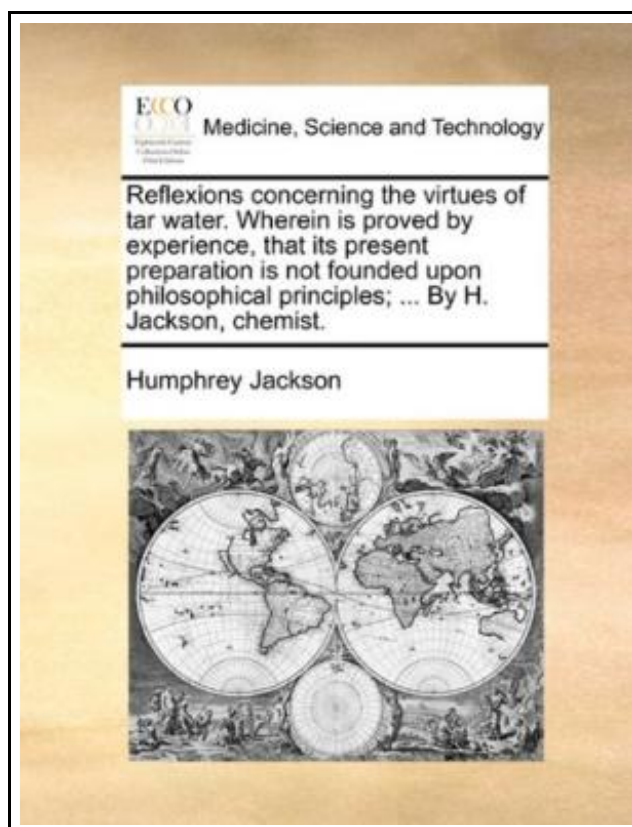 ECCO
Medicine, Science and Technology
Reflexions concerning the virtues of
tar water. Wherein is proved by
experience, that its present
preparation is not founded upon
philosophical principles; ... By H.
Jackson, chemist.
Humphrey Jackson